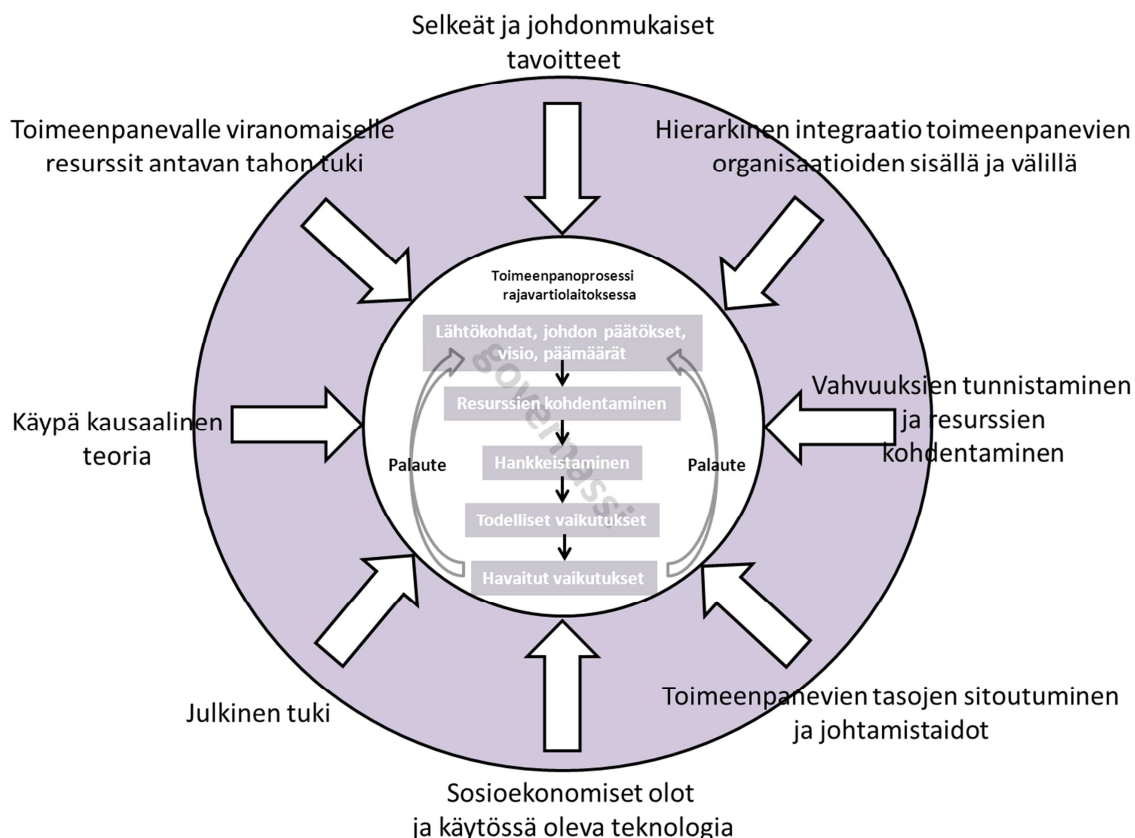 Selkeät ja johdonmukaiset
tavoitteet
Toimeenpanevalle viranomaiselle
resurssit antavan tahon tuki
Hierarkinen integraatio toimeenpanevien
organisaatioiden sisällä ja välillä
Toimeenpanoprosessi
rajavartiolaitoksessa
Lähtökohdat, johdon päätökset,
visio, päämäärät
Resurssien kohdentaminen
Hankkeistaminen
Todelliset vaikutukset
Havaitut vaikutukset
Palaute
Palaute
governassi
Käypä kausaalinen
teoria
Vahvuuksien tunnistaminen
ja resurssien
kohdentaminen
Julkinen tuki
Toimeenpanevien tasojen sitoutuminen
ja johtamistaidot
Sosioekonomiset olot
ja käytössä oleva teknologia